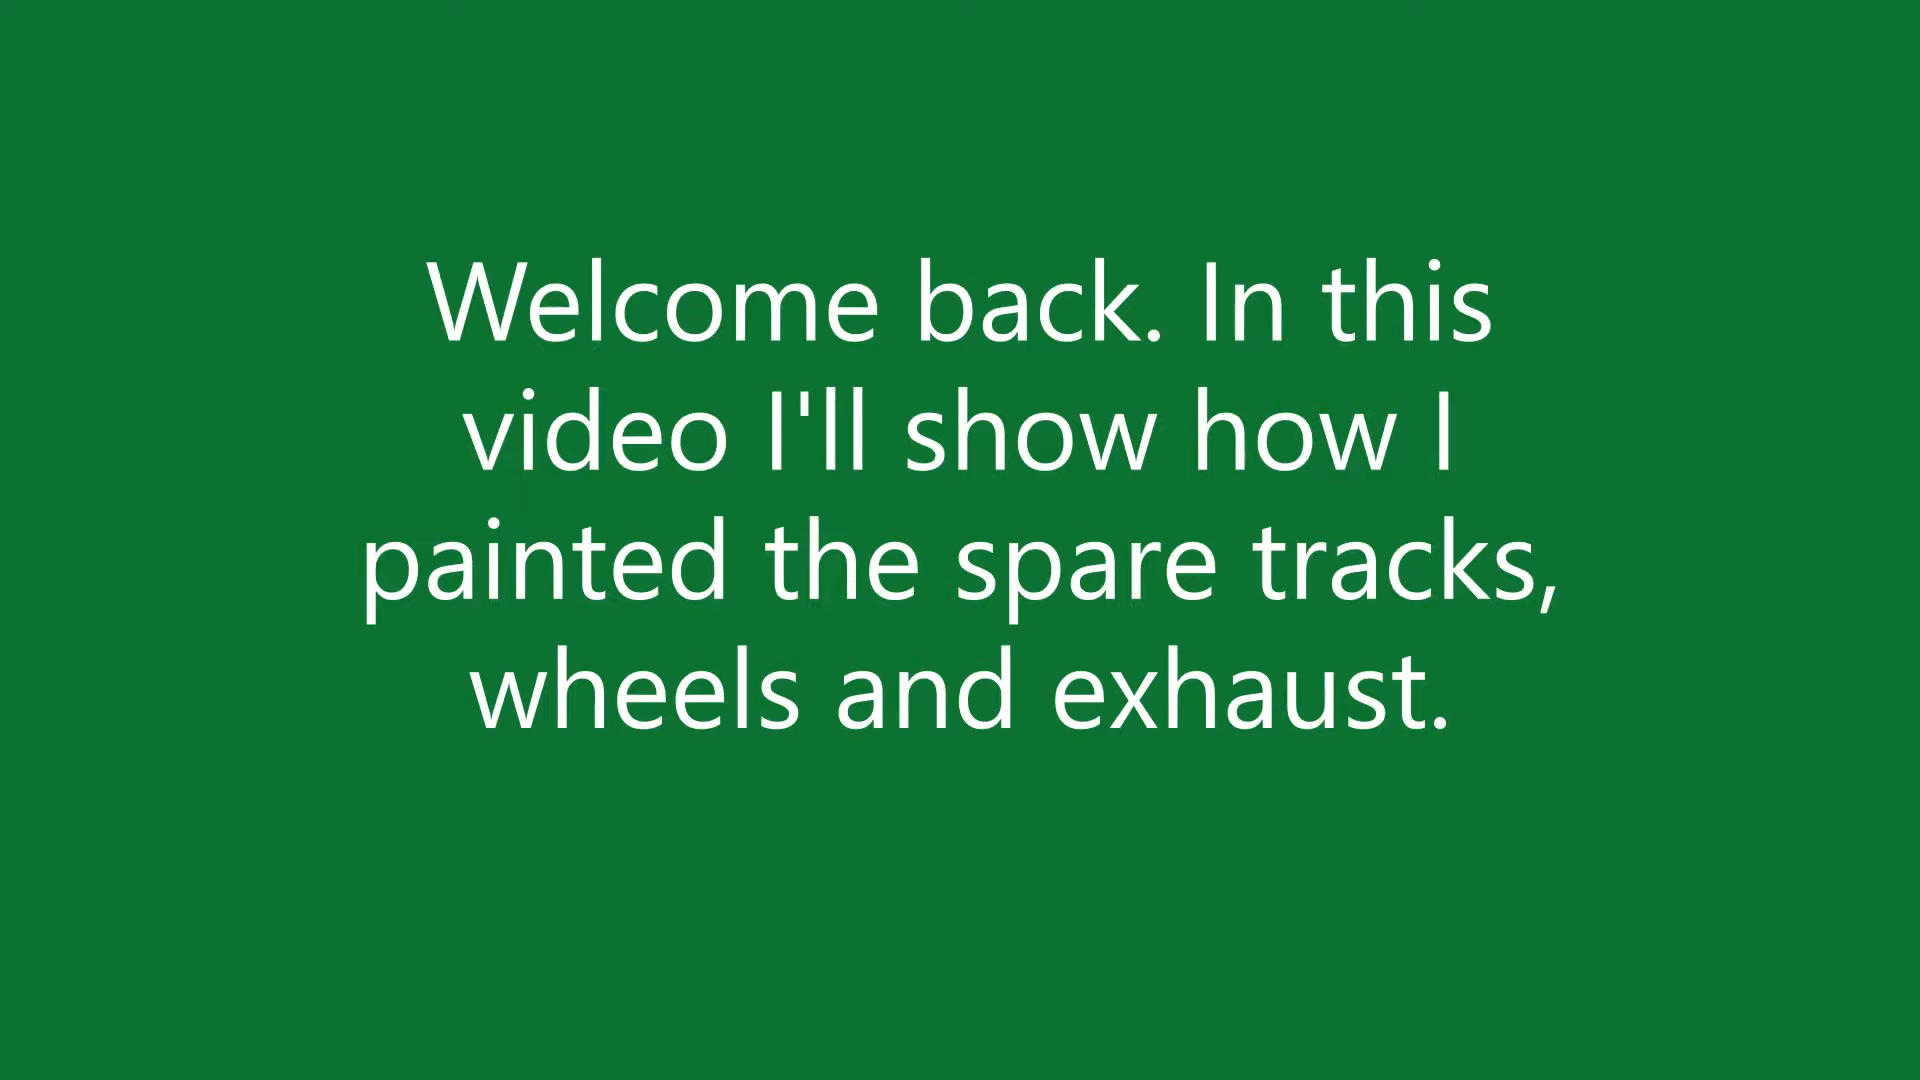 Welcome back. In this
video I'll show how I
painted the spare tracks,
wheels and exhaust.